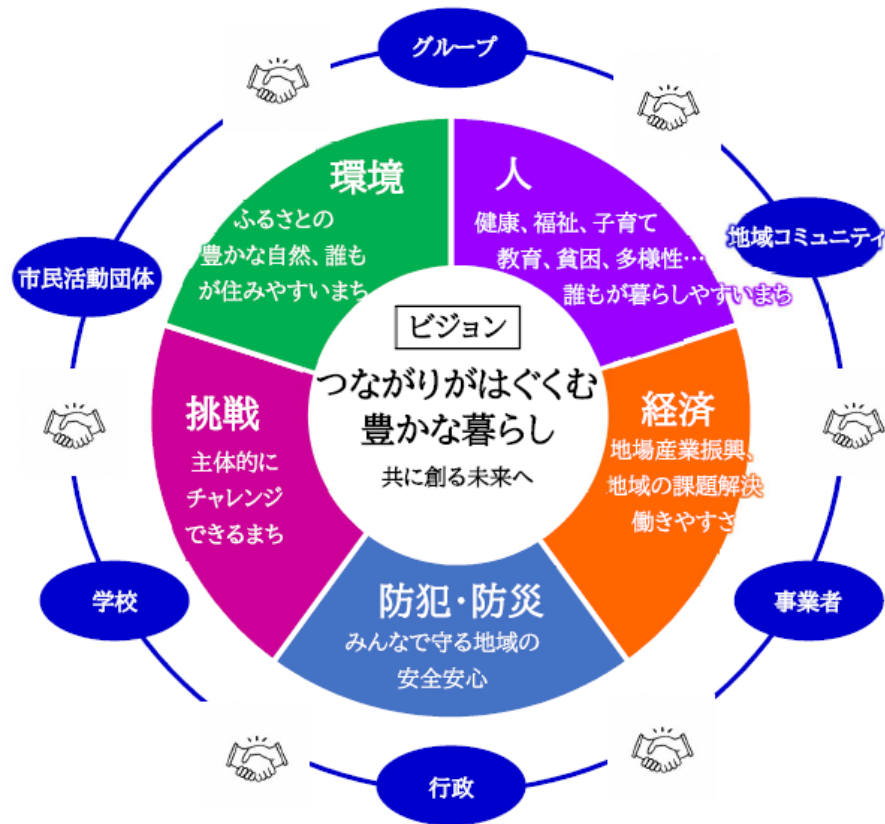 グループ
環境
ふるさとの
豊かな自然、誰も
が住みやすいまち
人
健康、福祉、子育て
教育、貧困、多様性…
誰もが暮らしやすいまち
地域コミュニティ
市民活動団体
ビジョン
つながりがはぐくむ
豊かな暮らし
共に創る未来へ
挑戦
主体的に
チャレンジ
できるまち
経済
地場産業振興、
地域の課題解決
働きやすさ
学校
防犯・防災
みんなで守る地域の
安全安心
事業者
行政